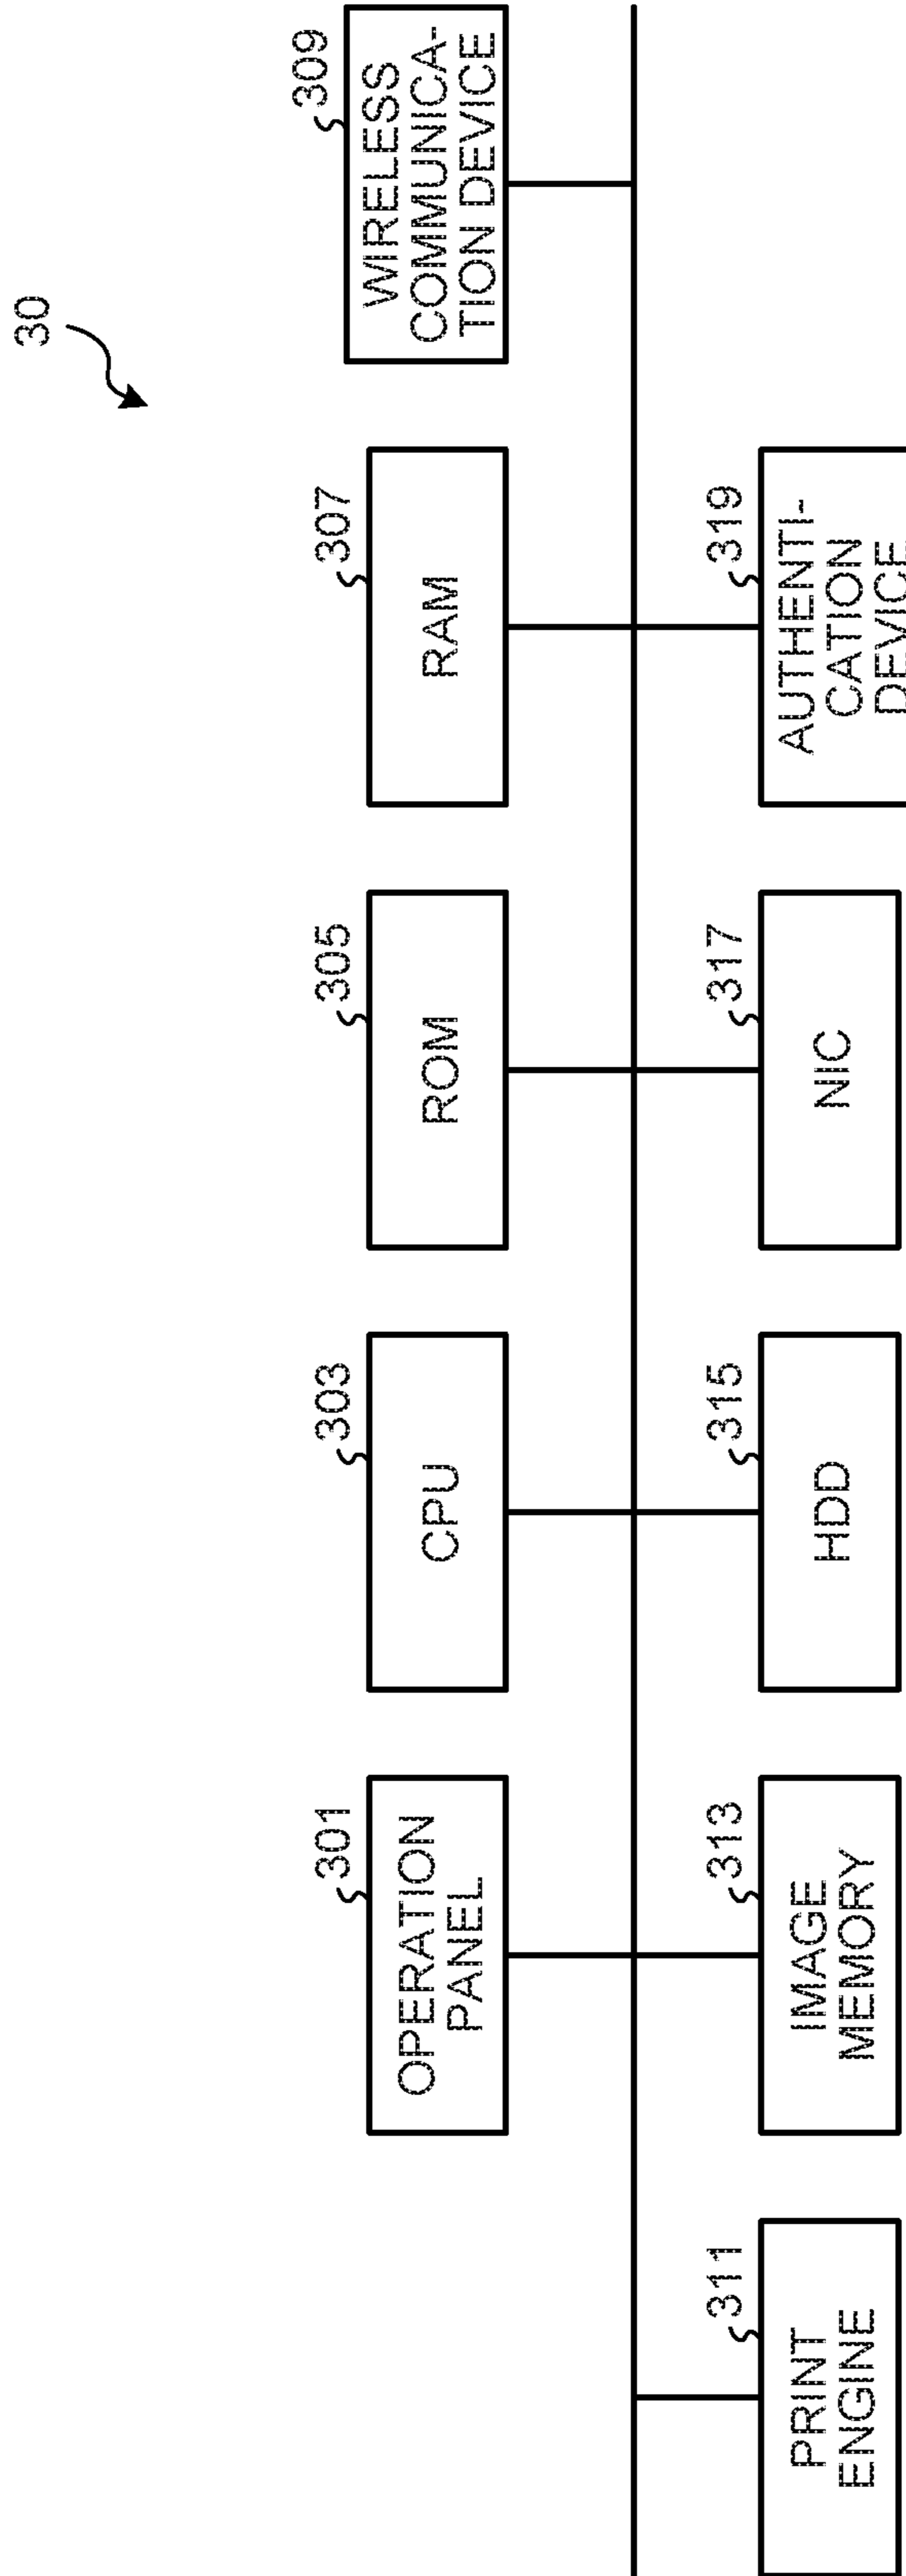 30
301
OPERATION
PANEL
303
CPU
305
ROM
307
RAM
309
WIRELESS
COMMUNICA-
TION DEVICE
311
PRINT
ENGINE
313
IMAGE
MEMORY
315
HDD
317
NIC
319
AUTHENTI-
CATION
DEVICE